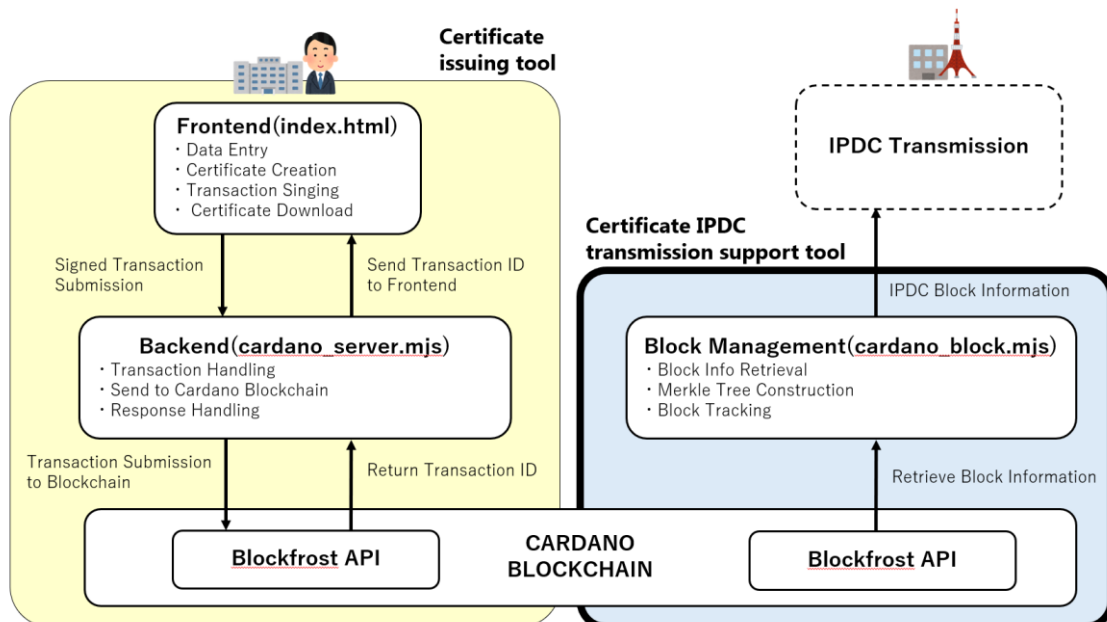 Certificate
issuing tool
Frontend(index.html)
・Data Entry
・Certificate Creation
・Transaction Singing
・ Certificate Download
Signed Transaction
Submission
Send Transaction ID
to Frontend
Backend(cardano_server.mjs)
・Transaction Handling
・Send to Cardano Blockchain
・Response Handling
Transaction Submission
to Blockchain
Return Transaction ID
Blockfrost API
CARDANO
BLOCKCHAIN
IPDC Transmission
Certificate IPDC
transmission support tool
IPDC Block Information
Block Management(cardano_block.mjs)
・Block Info Retrieval
・Merkle Tree Construction
・Block Tracking
Retrieve Block Information
Blockfrost API